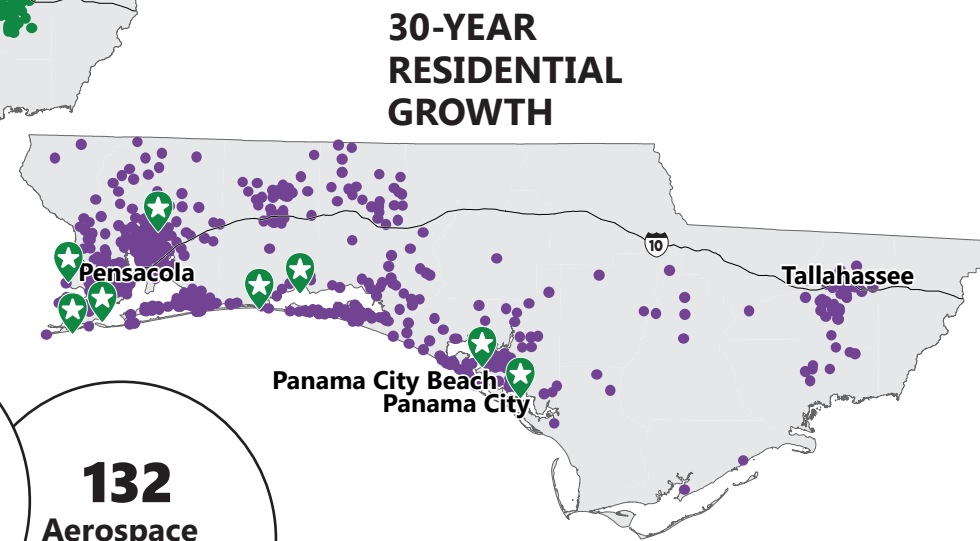 30-YEAR
RESIDENTIAL
GROWTH
10
Tallahassee
Pensacola
Panama City Beach
Panama City
132
Aerospace